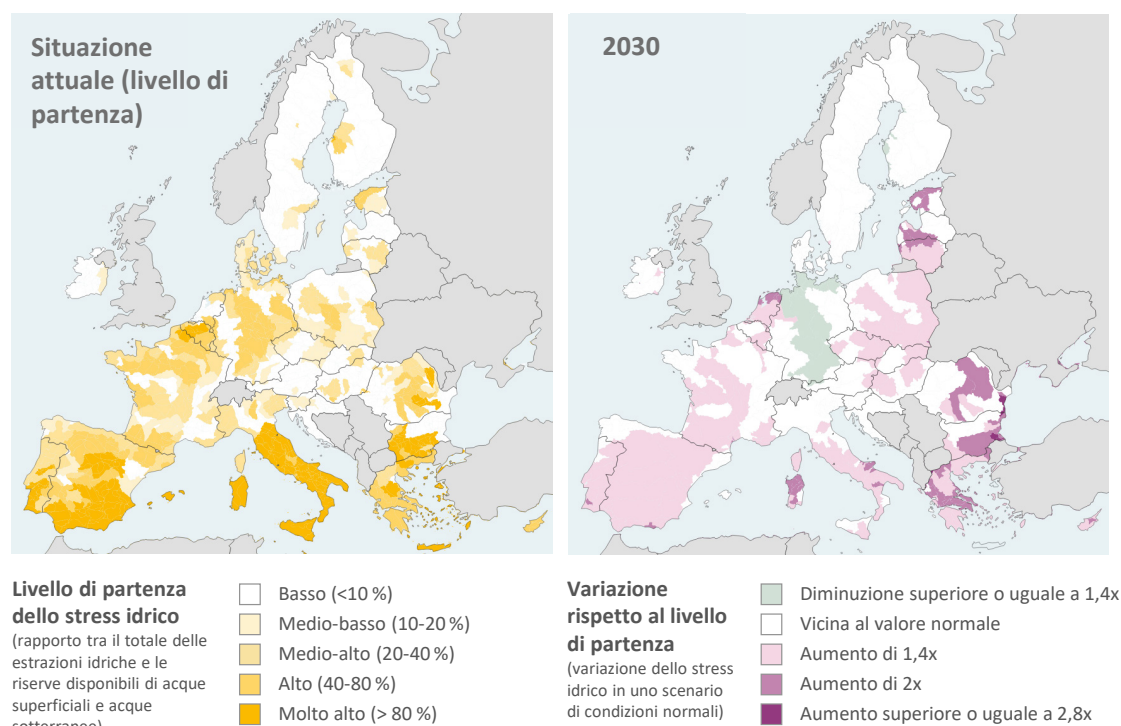 Situazione
attuale (livello di
partenza)
2030
Livello di partenza
dello stress idrico
(rapporto tra il totale delle
estrazioni idriche e le
riserve disponibili di acque
superficiali e acque
sotterranee)
Basso (<10 %)
Medio-basso (10-20 %)
Medio-alto (20-40 %)
Alto (40-80 %)
Molto alto (> 80 %)
Variazione
rispetto al livello
di partenza
(variazione dello stress
idrico in uno scenario
di condizioni normali)
Diminuzione superiore o uguale a 1,4x
Vicina al valore normale
Aumento di 1,4x
Aumento di 2x
Aumento superiore o uguale a 2,8x